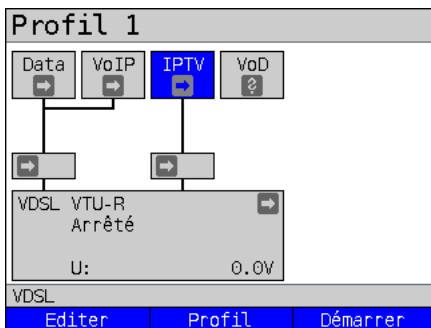 Profil 1
Data VoIP IPTV VoD
VDSL VTU-R
Arrêté
U: 0.0V
VDSL
Editer Profil Démarrer